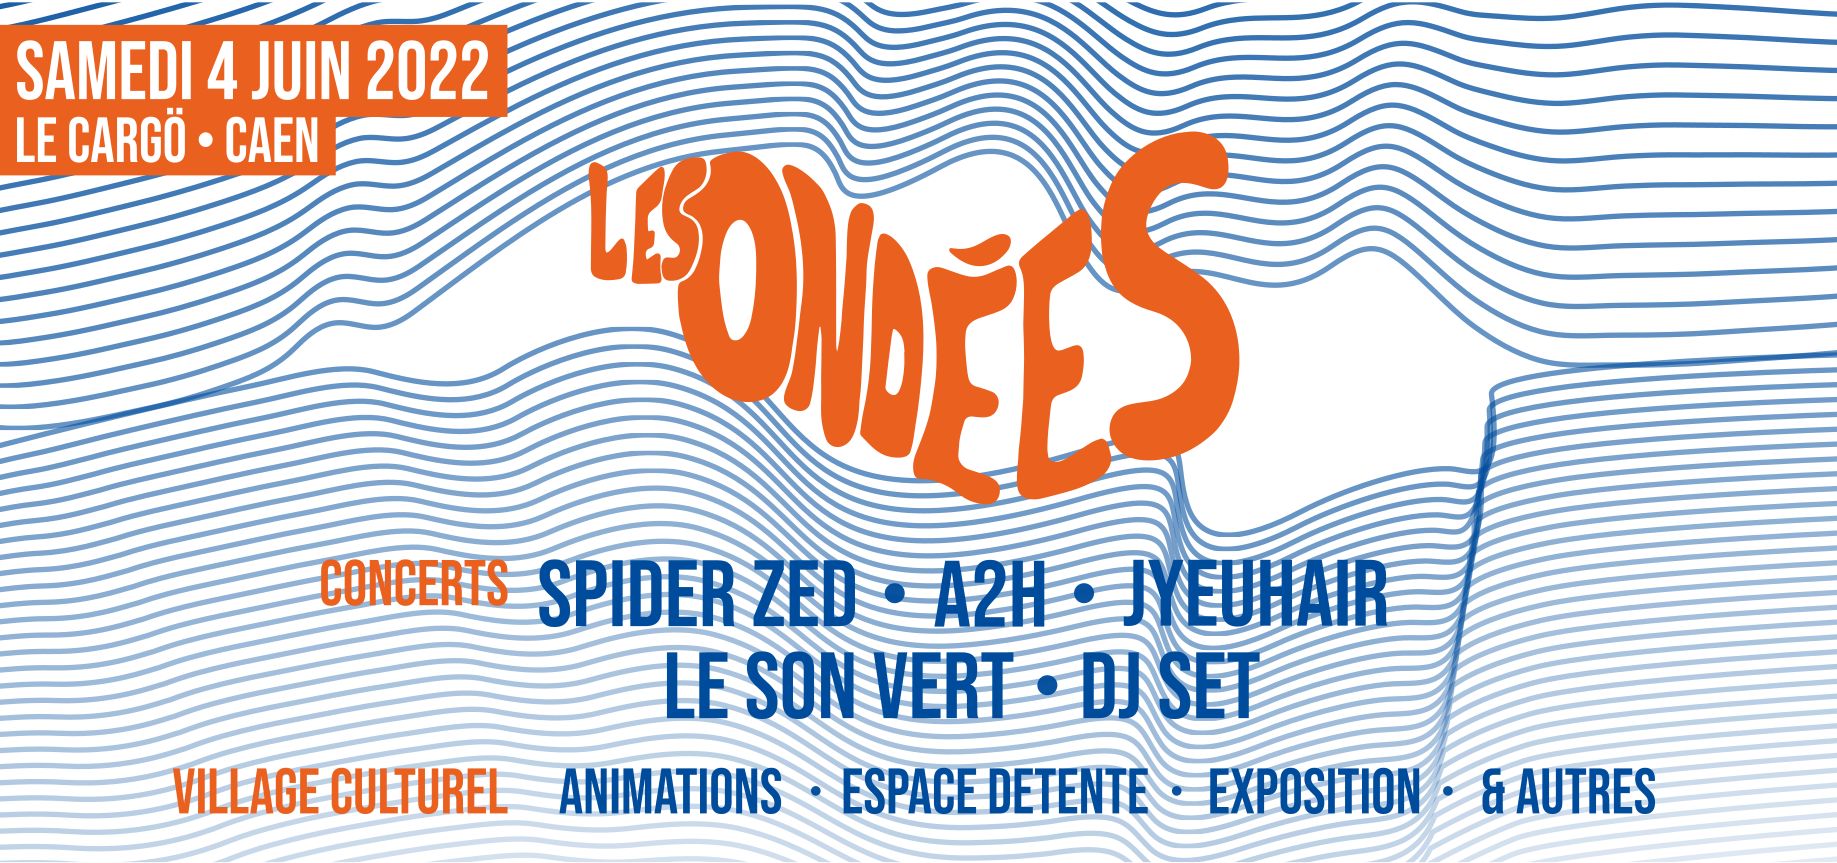 SAMEDI 4 JUIN 2022
LE CARGÖ • CAEN
LES ONDÉES
CONCERTS SPIDER ZED • A2H • JYEUHAIR
LE SON VERT • DJ SET
VILLAGE CULTUREL ANIMATIONS • ESPACE DETENTE • EXPOSITION • & AUTRES